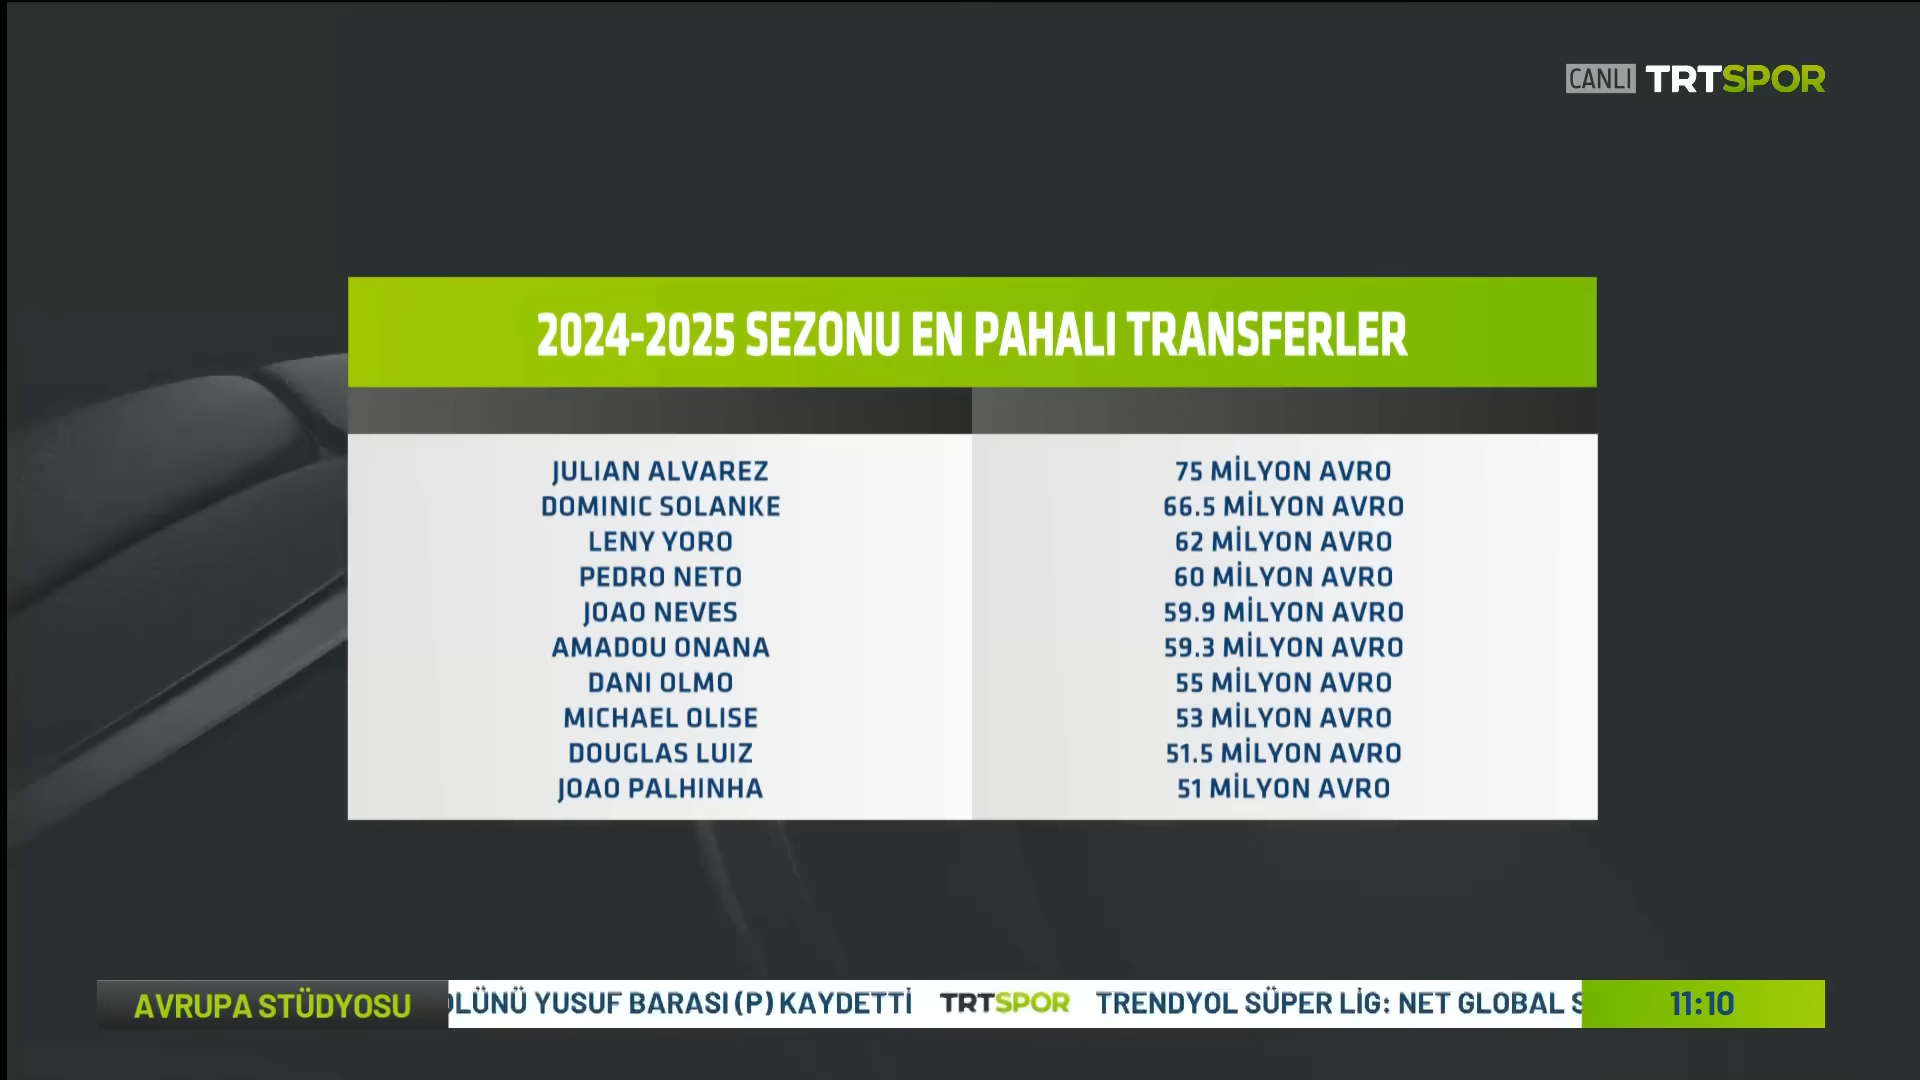 CANLI TRTSPOR
2024-2025 SEZONU EN PAHALI TRANSFERLER
JULIAN ALVAREZ 75 MİLYON AVRO
DOMINIC SOLANKE 66.5 MİLYON AVRO
LENY YORO 62 MİLYON AVRO
PEDRO NETO 60 MİLYON AVRO
JOAO NEVES 59.9 MİLYON AVRO
AMADOU ONANA 59.3 MİLYON AVRO
DANI OLMO 55 MİLYON AVRO
MICHAEL OLISE 53 MİLYON AVRO
DOUGLAS LUIZ 51.5 MİLYON AVRO
JOAO PALHINHA 51 MİLYON AVRO
AVRUPA STÜDYOSU YUSUF BARASI (P) KAYDETTİ TRTSPOR TRENDYOL SÜPER LİG: NET GLOBAL 11:10